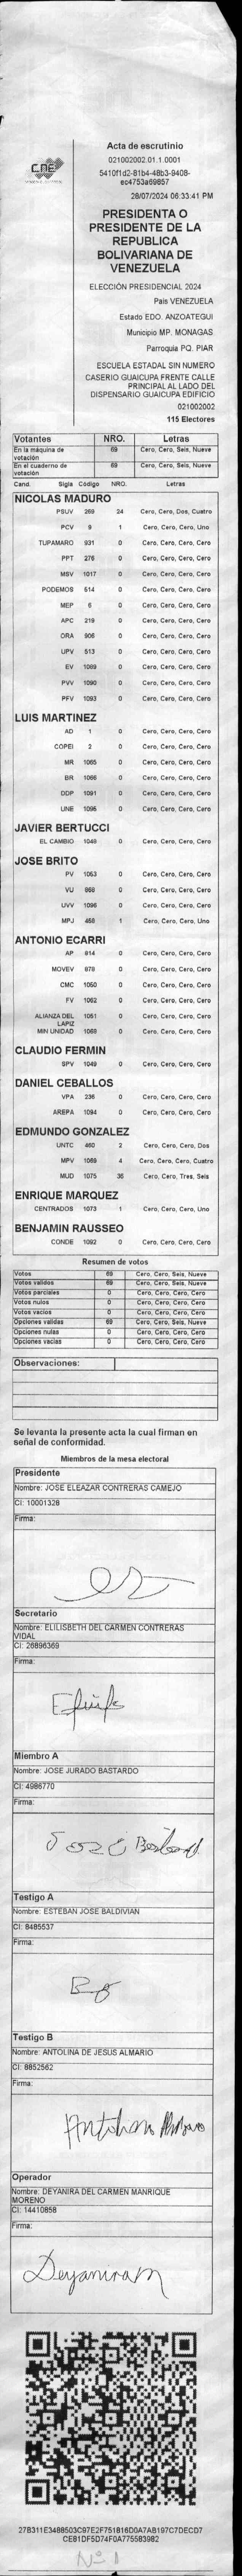 CNE
Acta de escrutinio
021002002.01.1.0001
5410f1d2-81b4-48b3-9408-
ec4753a69857
28/07/2024 06:33:41 PM
PRESIDENTA O
PRESIDENTE DE LA
REPUBLICA
BOLIVARIANA DE
VENEZUELA
ELECCIÓN PRESIDENCIAL 2024
País VENEZUELA
Estado EDO. ANZOATEGUI
Municipio MP. MONAGAS
Parroquia PQ. PIAR
ESCUELA ESTADAL SIN NUMERO
CASERIO GUAICUPA FRENTE CALLE
PRINCIPAL AL LADO DEL
DISPENSARIO GUAICUPA EDIFICIO
021002002
115 Electores
Votantes NRO. Letras
En la máquina de votación 69 Cero, Cero, Seis, Nueve
En el cuaderno de votación 69 Cero, Cero, Seis, Nueve
Cand. Sigla Código NRO. Letras
NICOLAS MADURO
PSUV 269 24 Cero, Cero, Dos, Cuatro
PCV 9 1 Cero, Cero, Cero, Uno
TUPAMARO 931 0 Cero, Cero, Cero, Cero
PPT 276 0 Cero, Cero, Cero, Cero
MSV 1017 0 Cero, Cero, Cero, Cero
PODEMOS 514 0 Cero, Cero, Cero, Cero
MEP 6 0 Cero, Cero, Cero, Cero
APC 219 0 Cero, Cero, Cero, Cero
ORA 906 0 Cero, Cero, Cero, Cero
UPV 513 0 Cero, Cero, Cero, Cero
EV 1089 0 Cero, Cero, Cero, Cero
PVV 1090 0 Cero, Cero, Cero, Cero
PFV 1093 0 Cero, Cero, Cero, Cero
LUIS MARTINEZ
AD 1 0 Cero, Cero, Cero, Cero
COPEI 2 0 Cero, Cero, Cero, Cero
MR 1065 0 Cero, Cero, Cero, Cero
BR 1066 0 Cero, Cero, Cero, Cero
DDP 1091 0 Cero, Cero, Cero, Cero
UNE 1096 0 Cero, Cero, Cero, Cero
JAVIER BERTUCCI
EL CAMBIO 1048 0 Cero, Cero, Cero, Cero
JOSE BRITO
PV 1053 0 Cero, Cero, Cero, Cero
VU 868 0 Cero, Cero, Cero, Cero
UVV 1095 0 Cero, Cero, Cero, Cero
MPJ 458 1 Cero, Cero, Cero, Uno
ANTONIO ECARRI
AP 914 0 Cero, Cero, Cero, Cero
MOVEV 978 0 Cero, Cero, Cero, Cero
CMC 1050 0 Cero, Cero, Cero, Cero
FV 1062 0 Cero, Cero, Cero, Cero
ALIANZA DEL LAPIZ 1051 0 Cero, Cero, Cero, Cero
MIN UNIDAD 1068 0 Cero, Cero, Cero, Cero
CLAUDIO FERMIN
SPV 1049 0 Cero, Cero, Cero, Cero
DANIEL CEBALLOS
VPA 236 0 Cero, Cero, Cero, Cero
AREPA 1094 0 Cero, Cero, Cero, Cero
EDMUNDO GONZALEZ
UNTC 460 2 Cero, Cero, Cero, Dos
MPV 1069 4 Cero, Cero, Cero, Cuatro
MUD 1075 36 Cero, Cero, Tres, Seis
ENRIQUE MARQUEZ
CENTRADOS 1073 1 Cero, Cero, Cero, Uno
BENJAMIN RAUSSEO
CONDE 1092 0 Cero, Cero, Cero, Cero
Resumen de votos
Votos 69 Cero, Cero, Seis, Nueve
Votos validos 69 Cero, Cero, Seis, Nueve
Votos parciales 0 Cero, Cero, Cero, Cero
Votos nulos 0 Cero, Cero, Cero, Cero
Votos vacios 0 Cero, Cero, Cero, Cero
Opciones validas 69 Cero, Cero, Seis, Nueve
Opciones nulas 0 Cero, Cero, Cero, Cero
Opciones vacias 0 Cero, Cero, Cero, Cero
Observaciones:
Se levanta la presente acta la cual firman en
señal de conformidad.
Miembros de la mesa electoral
Presidente
Nombre: JOSE ELEAZAR CONTRERAS CAMEJO
CI: 10001328
Firma:
Secretario
Nombre: ELILISBETH DEL CARMEN CONTRERAS
VIDAL
CI: 26896369
Firma:
Miembro A
Nombre: JOSE JURADO BASTARDO
CI: 4986770
Firma:
José Bastardo
Testigo A
Nombre: ESTEBAN JOSE BALDIVIAN
CI: 8485537
Firma:
Testigo B
Nombre: ANTOLINA DE JESUS ALMARIO
CI: 8852562
Firma:
Antolina Almario
Operador
Nombre: DEYANIRA DEL CARMEN MANRIQUE
MORENO
CI: 14410858
Firma:
Deyanira M
27B311E3488503C97E2F751816D0A7AB197C7DECD7
CE81DF5D74F0A775583982
Nº 1